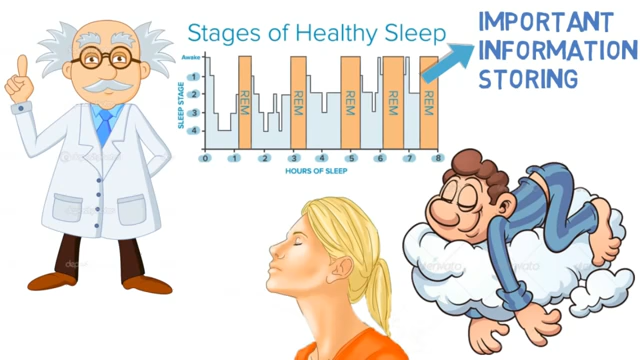 Stages of Healthy Sleep
IMPORTANT
INFORMATION
STORING
Awake
1
2
3
4
SLEEP STAGE
REM
REM
REM
REM
REM
0 1 2 3 4 5 6 7 8
HOURS OF SLEEP